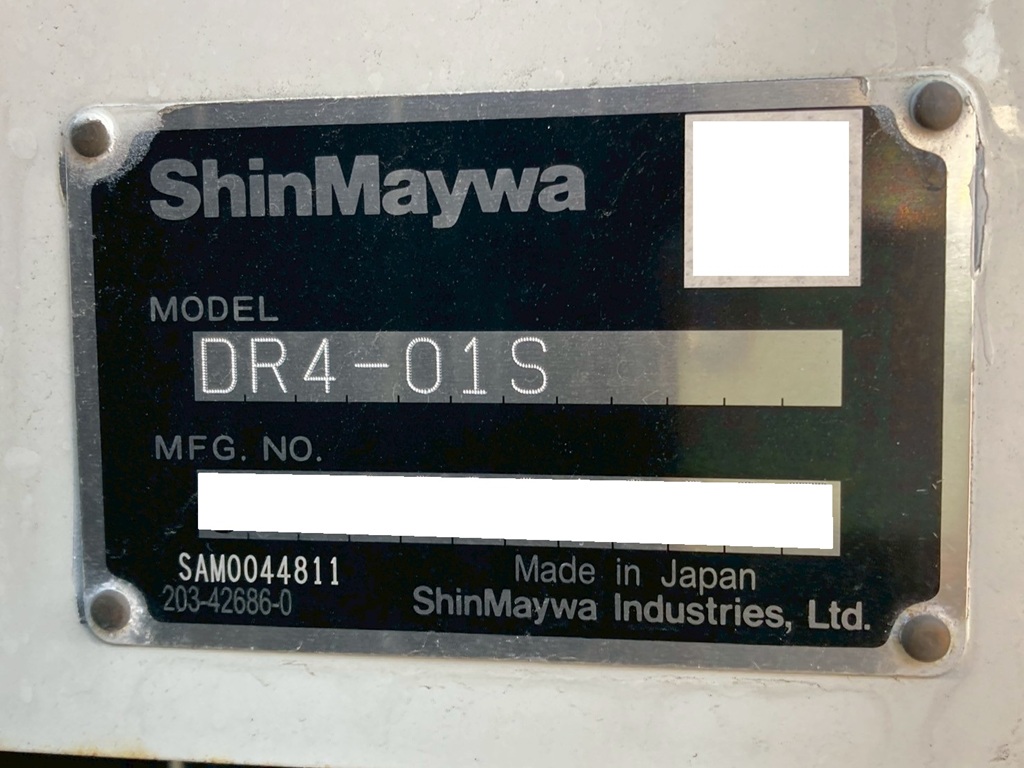 ShinMaywa
MODEL
DR4-01S
MFG. NO.
SAM0044811
203-42686-0
Made in Japan
ShinMaywa Industries, Ltd.